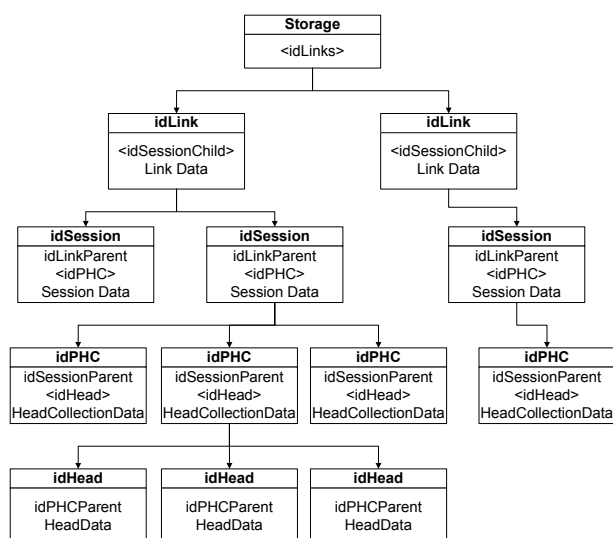 Storage
<idLinks>
idLink
<idSessionChild>
Link Data
idLink
<idSessionChild>
Link Data
idSession
idLinkParent
<idPHC>
Session Data
idSession
idLinkParent
<idPHC>
Session Data
idSession
idLinkParent
<idPHC>
Session Data
idPHC
idSessionParent
<idHead>
HeadCollectionData
idPHC
idSessionParent
<idHead>
HeadCollectionData
idPHC
idSessionParent
<idHead>
HeadCollectionData
idPHC
idSessionParent
<idHead>
HeadCollectionData
idHead
idPHCParent
HeadData
idHead
idPHCParent
HeadData
idHead
idPHCParent
HeadData